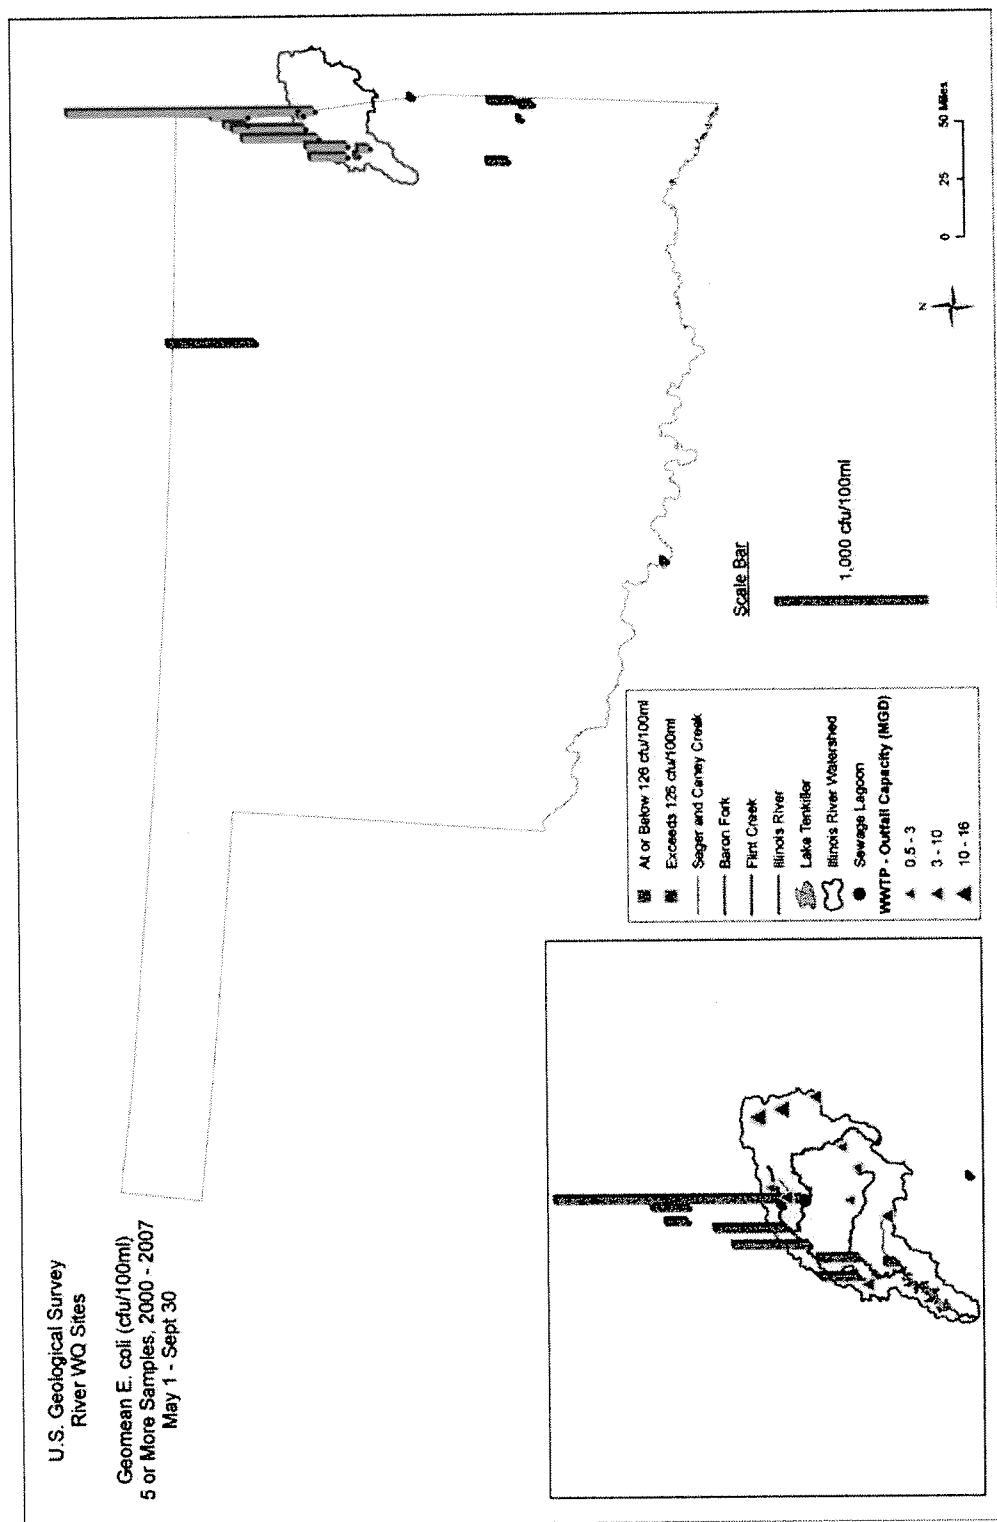 U.S. Geological Survey
River WQ Sites
Geomean E. coli (cfu/100ml)
5 or More Samples, 2000 - 2007
May 1 - Sept 30
At or Below 126 cfu/100ml
Exceeds 126 cfu/100ml
Sager and Caney Creek
Baron Fork
Flint Creek
Illinois River
Lake Tenkiller
Illinois River Watershed
Sewage Lagoon
WWTP - Outfall Capacity (MGD)
0.5 - 3
3 - 10
10 - 16
Scale Bar
1,000 cfu/100ml
N
0 25 50 Miles